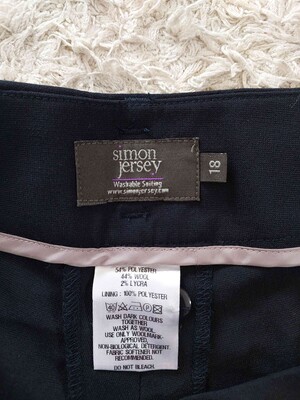 simon
jersey
Washable Suiting
www.simonjersey.com
18
54% POLYESTER
44% WOOL
2% LYCRA
LINING: 100% POLYESTER
WASH DARK COLOURS
TOGETHER
WASH AS WOOL.
USE ONLY WOOLMARK-
APPROVED,
NON-BIOLOGICAL DETERGENT.
FABRIC SOFTENER NOT
RECOMMENDED.
DO NOT BLEACH.